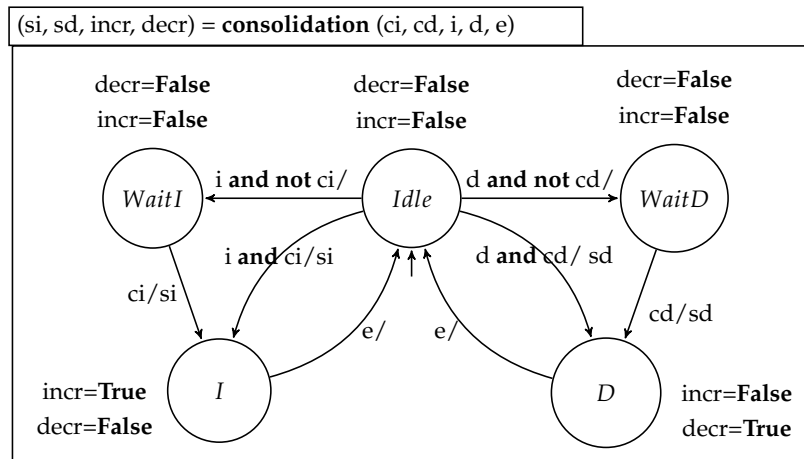 (si, sd, incr, decr) = consolidation (ci, cd, i, d, e)
decr=False
incr=False
decr=False
incr=False
decr=False
incr=False
i and not ci/
d and not cd/
WaitI
Idle
WaitD
i and ci/si
d and cd/ sd
ci/si
cd/sd
e/
e/
I
D
incr=True
decr=False
incr=False
decr=True